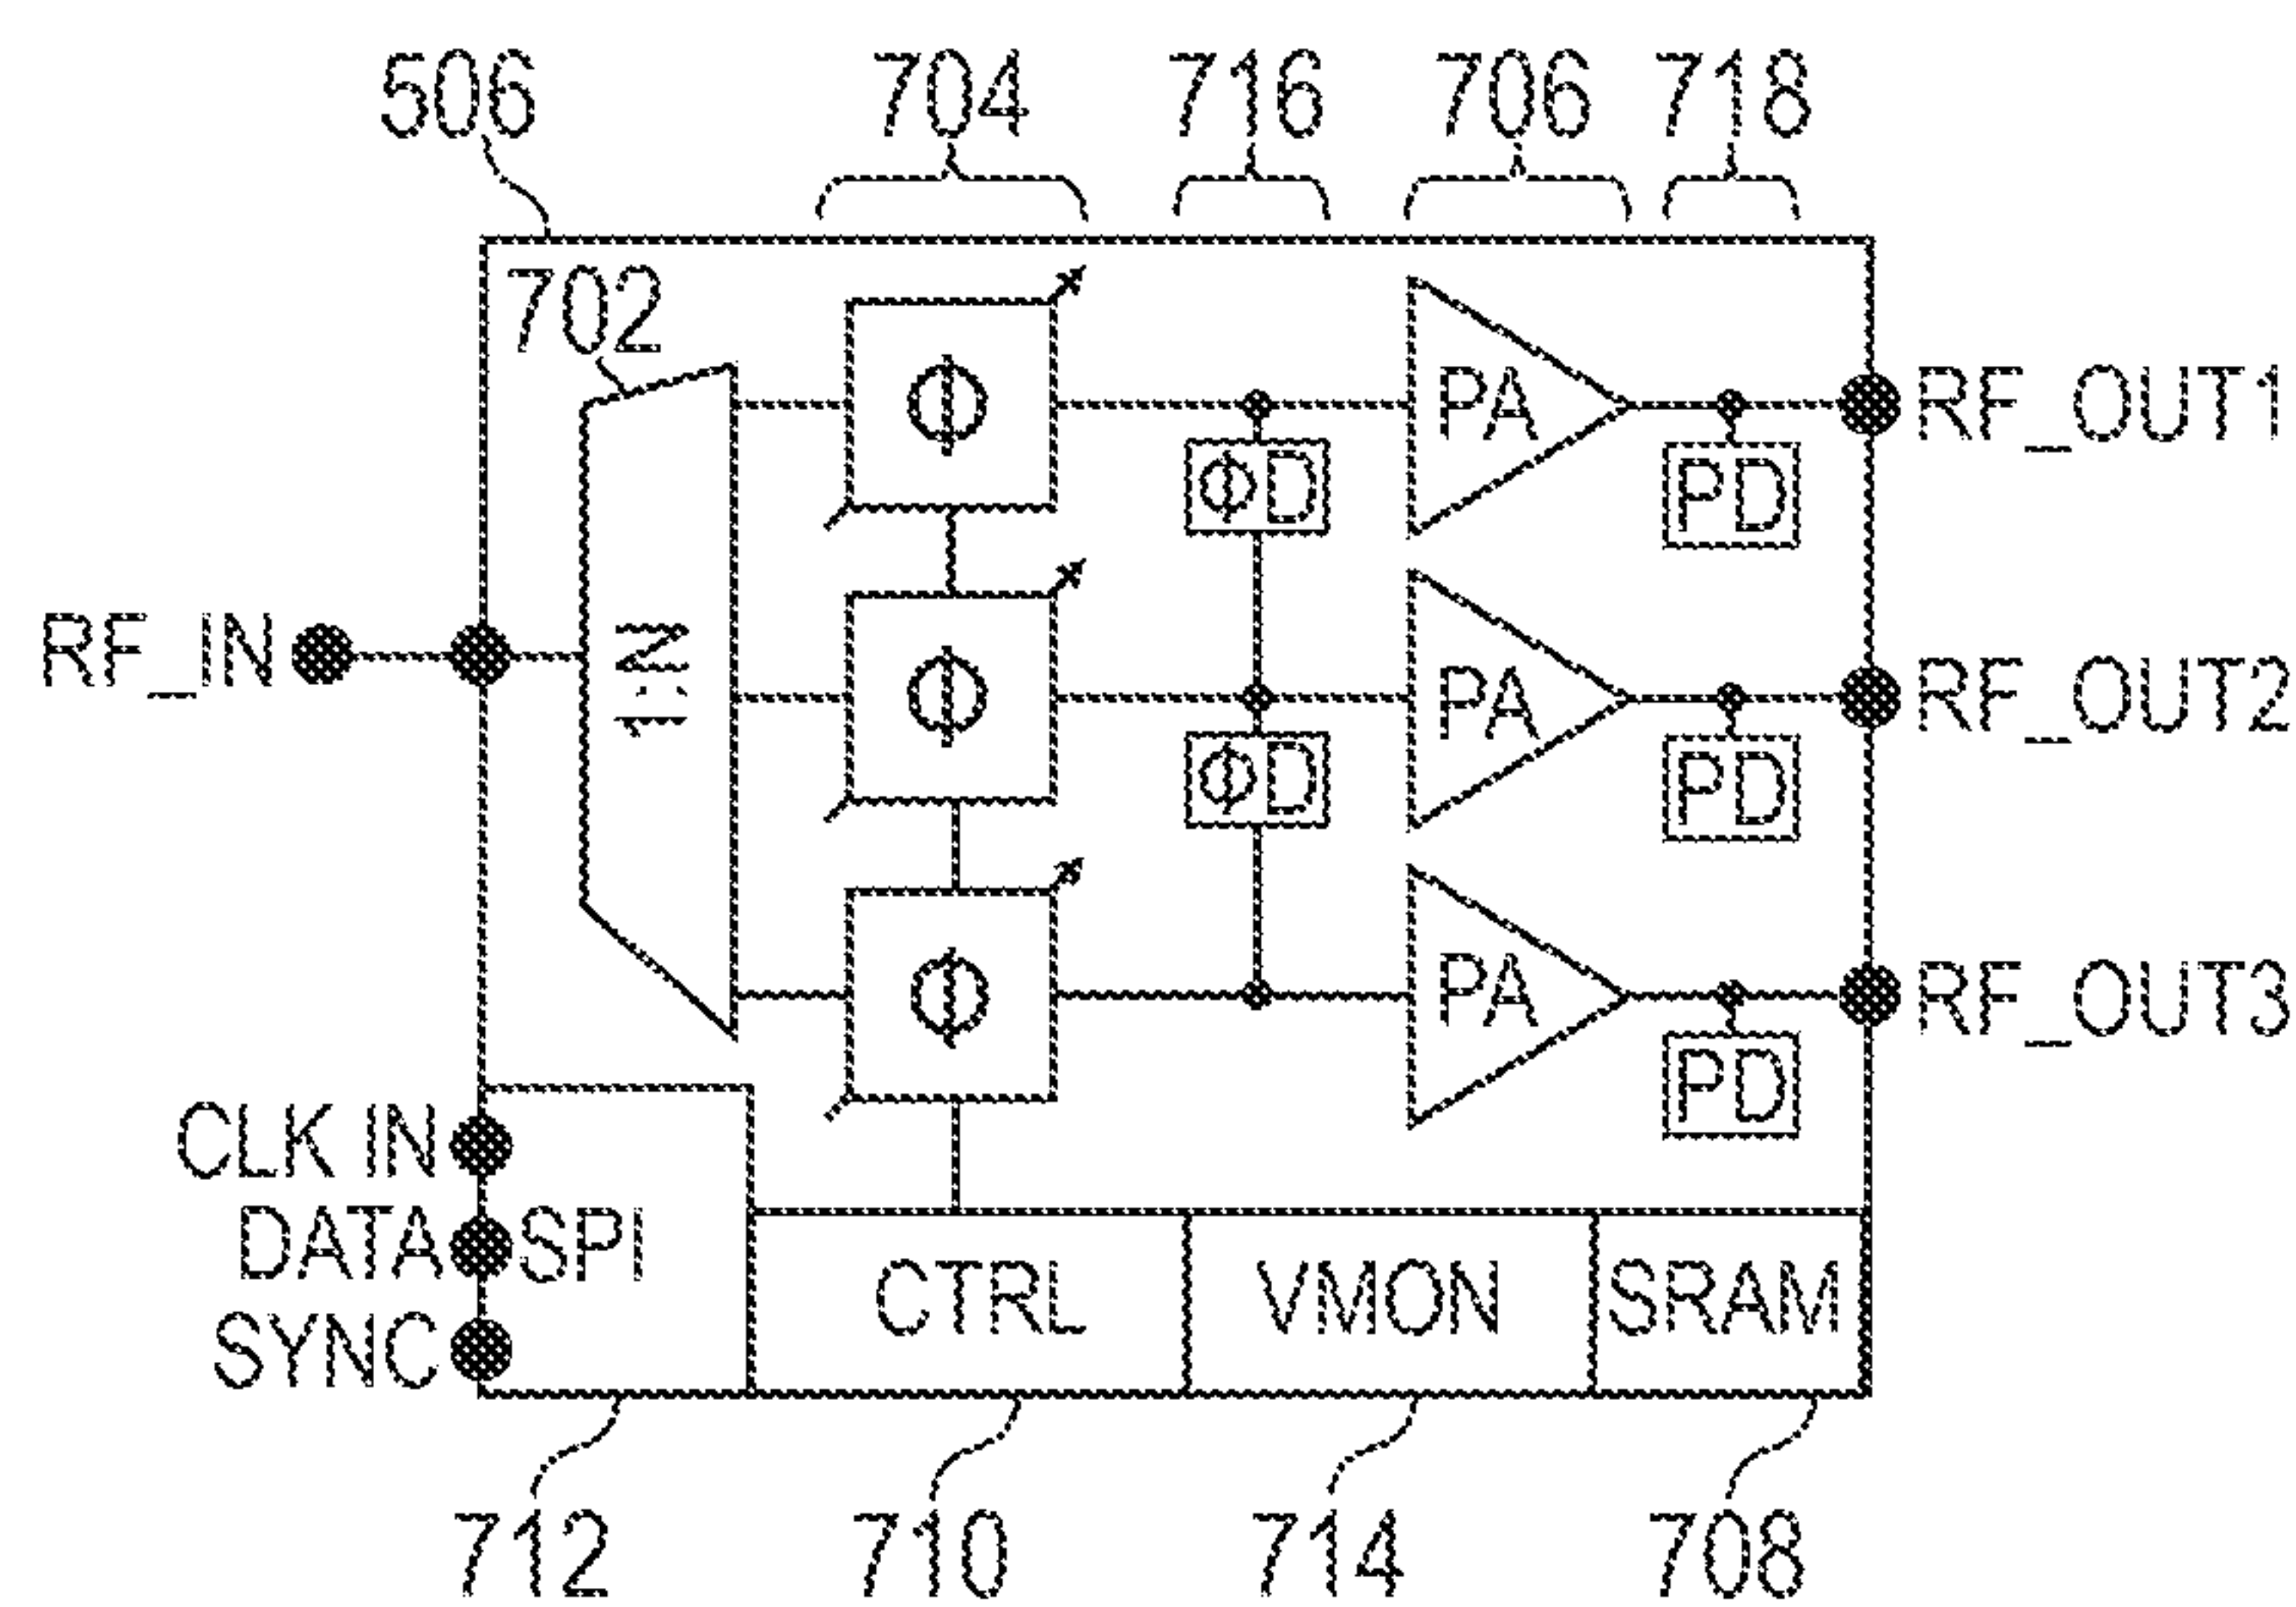 506 704 716 706 718
702
Φ PA RF_OUT1
ΦD PD
RF_IN 1:N Φ PA RF_OUT2
ΦD PD
Φ PA RF_OUT3
PD
CLK IN
DATA SPI
SYNC
CTRL VMON SRAM
712 710 714 708